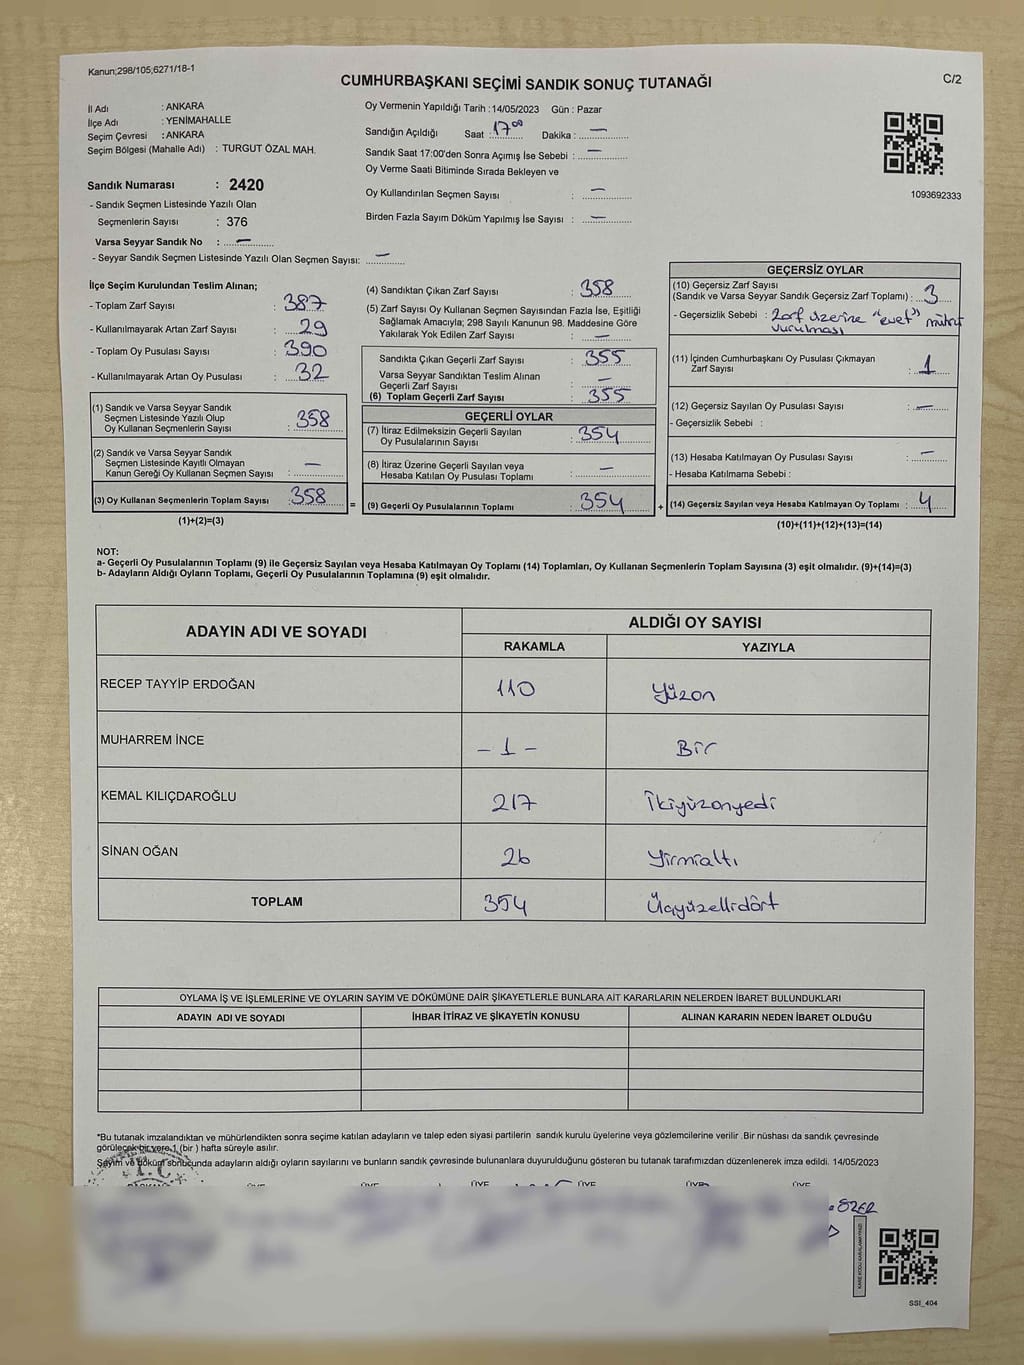 Kanun;298/105;6271/18-1
CUMHURBAŞKANI SEÇİMİ SANDIK SONUÇ TUTANAĞI
C/2
İl Adı : ANKARA
İlçe Adı : YENİMAHALLE
Seçim Çevresi : ANKARA
Seçim Bölgesi (Mahalle Adı) : TURGUT ÖZAL MAH.
Sandık Numarası : 2420
- Sandık Seçmen Listesinde Yazılı Olan
Seçmenlerin Sayısı : 376
Varsa Seyyar Sandık No : —
- Seyyar Sandık Seçmen Listesinde Yazılı Olan Seçmen Sayısı: —
Oy Vermenin Yapıldığı Tarih :14/05/2023 Gün : Pazar
Sandığın Açıldığı Saat : 17⁰⁰ Dakika : —
Sandık Saat 17:00'den Sonra Açımış İse Sebebi : —
Oy Verme Saati Bitiminde Sırada Bekleyen ve
Oy Kullandırılan Seçmen Sayısı : —
Birden Fazla Sayım Döküm Yapılmış İse Sayısı : —
1093692333
İlçe Seçim Kurulundan Teslim Alınan;
- Toplam Zarf Sayısı : 387
- Kullanılmayarak Artan Zarf Sayısı : 29
- Toplam Oy Pusulası Sayısı : 390
- Kullanılmayarak Artan Oy Pusulası : 32
(1) Sandık ve Varsa Seyyar Sandık
Seçmen Listesinde Yazılı Olup
Oy Kullanan Seçmenlerin Sayısı : 358
(2) Sandık ve Varsa Seyyar Sandık
Seçmen Listesinde Kayıtlı Olmayan
Kanun Gereği Oy Kullanan Seçmen Sayısı : —
(3) Oy Kullanan Seçmenlerin Toplam Sayısı : 358
(1)+(2)=(3)
(4) Sandıktan Çıkan Zarf Sayısı : 358
(5) Zarf Sayısı Oy Kullanan Seçmen Sayısından Fazla İse, Eşitliği
Sağlamak Amacıyla; 298 Sayılı Kanunun 98. Maddesine Göre
Yakılarak Yok Edilen Zarf Sayısı : —
Sandıkta Çıkan Geçerli Zarf Sayısı : 355
Varsa Seyyar Sandıktan Teslim Alınan
Geçerli Zarf Sayısı : —
(6) Toplam Geçerli Zarf Sayısı : 355
GEÇERLİ OYLAR
(7) İtiraz Edilmeksizin Geçerli Sayılan
Oy Pusulalarının Sayısı : 354
(8) İtiraz Üzerine Geçerli Sayılan veya
Hesaba Katılan Oy Pusulaları Toplamı : —
= (9) Geçerli Oy Pusulalarının Toplamı : 354
GEÇERSİZ OYLAR
(10) Geçersiz Zarf Sayısı
(Sandık ve Varsa Seyyar Sandık Geçersiz Zarf Toplamı) : 3
- Geçersizlik Sebebi : Zarf üzerine "evet" mührü
vurulması
(11) İçinden Cumhurbaşkanı Oy Pusulası Çıkmayan
Zarf Sayısı : 1
(12) Geçersiz Sayılan Oy Pusulası Sayısı : —
- Geçersizlik Sebebi :
(13) Hesaba Katılmayan Oy Pusulası Sayısı : —
- Hesaba Katılmama Sebebi :
+ (14) Geçersiz Sayılan veya Hesaba Katılmayan Oy Toplamı : 4
(10)+(11)+(12)+(13)=(14)
NOT:
a- Geçerli Oy Pusulalarının Toplamı (9) ile Geçersiz Sayılan veya Hesaba Katılmayan Oy Toplamı (14) Toplamları, Oy Kullanan Seçmenlerin Toplam Sayısına (3) eşit olmalıdır. (9)+(14)=(3)
b- Adayların Aldığı Oyların Toplamı, Geçerli Oy Pusulalarının Toplamına (9) eşit olmalıdır.
ADAYIN ADI VE SOYADI ALDIĞI OY SAYISI
RAKAMLA YAZIYLA
RECEP TAYYİP ERDOĞAN 110 Yüzon
MUHARREM İNCE - 1 - Bir
KEMAL KILIÇDAROĞLU 217 İkiyüzonyedi
SİNAN OĞAN 26 Yirmialtı
TOPLAM 354 Üçyüzellidört
OYLAMA İŞ VE İŞLEMLERİNE VE OYLARIN SAYIM VE DÖKÜMÜNE DAİR ŞİKAYETLERLE BUNLARA AİT KARARLARIN NELERDEN İBARET BULUNDUKLARI
ADAYIN ADI VE SOYADI İHBAR İTİRAZ VE ŞİKAYETİN KONUSU ALINAN KARARIN NEDEN İBARET OLDUĞU
*Bu tutanak imzalandıktan ve mühürlendikten sonra seçime katılan adayların ve talep eden siyasi partilerin sandık kurulu üyelerine veya gözlemcilerine verilir .Bir nüshası da sandık çevresinde
görülecek bir yere 1 (bir ) hafta süreyle asılır.
Sayım ve döküm sonucunda adayların aldığı oyların sayılarını ve bunların sandık çevresinde bulunanlara duyurulduğunu gösteren bu tutanak tarafımızdan düzenlenerek imza edildi. 14/05/2023
T.C
ÜYE ÜYE ÜYE ÜYE ÜYE ÜYE
SSİ_404